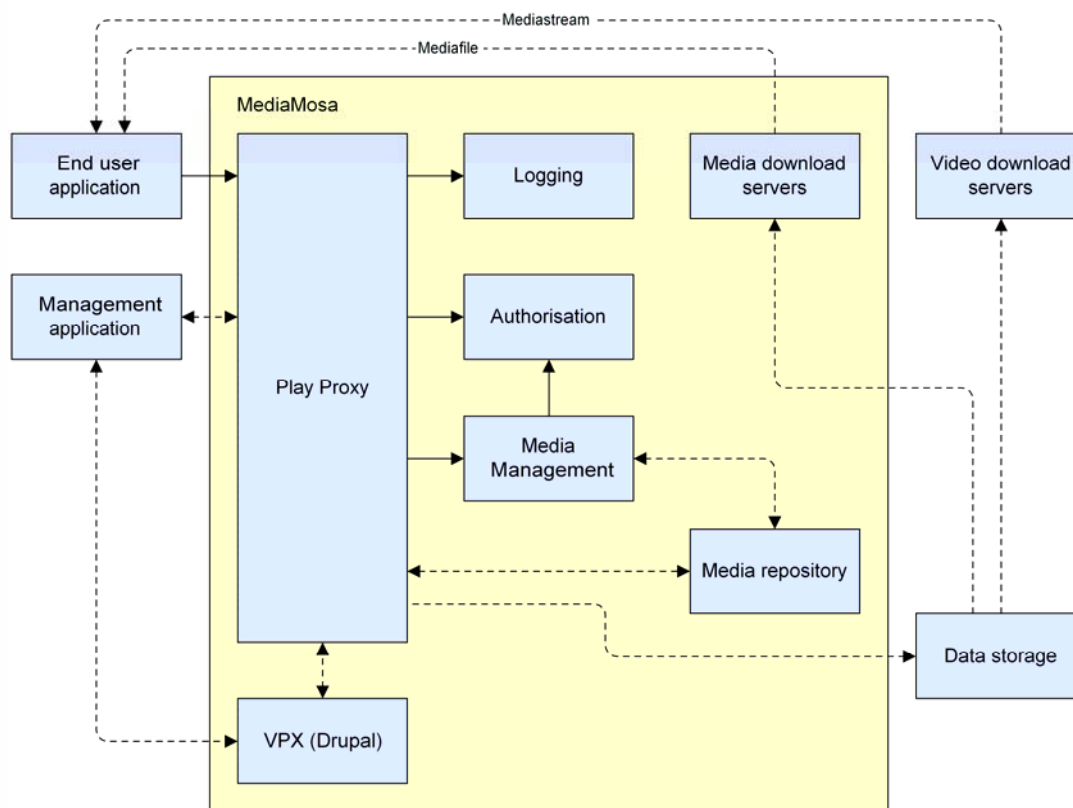 Mediastream
Mediafile
MediaMosa
End user
application
Logging
Media download
servers
Video download
servers
Management
application
Authorisation
Play Proxy
Media
Management
Media repository
Data storage
VPX (Drupal)